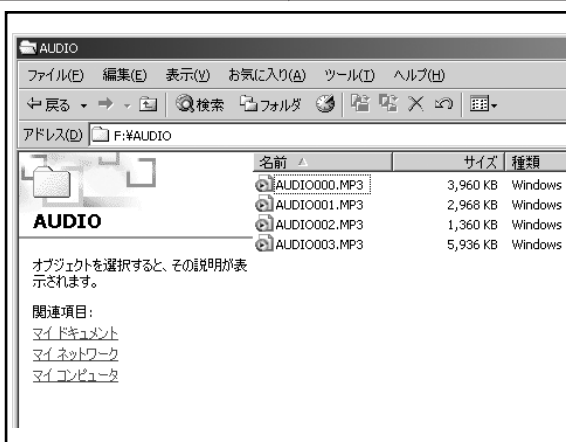 AUDIO
ファイル(F) 編集(E) 表示(V) お気に入り(A) ツール(T) ヘルプ(H)
戻る 検索 フォルダ
アドレス(D) F:¥AUDIO
AUDIO
オブジェクトを選択すると、その説明が表
示されます。
関連項目:
マイ ドキュメント
マイ ネットワーク
マイ コンピュータ
名前 サイズ 種類
AUDIO000.MP3 3,960 KB Windows
AUDIO001.MP3 2,968 KB Windows
AUDIO002.MP3 1,360 KB Windows
AUDIO003.MP3 5,936 KB Windows